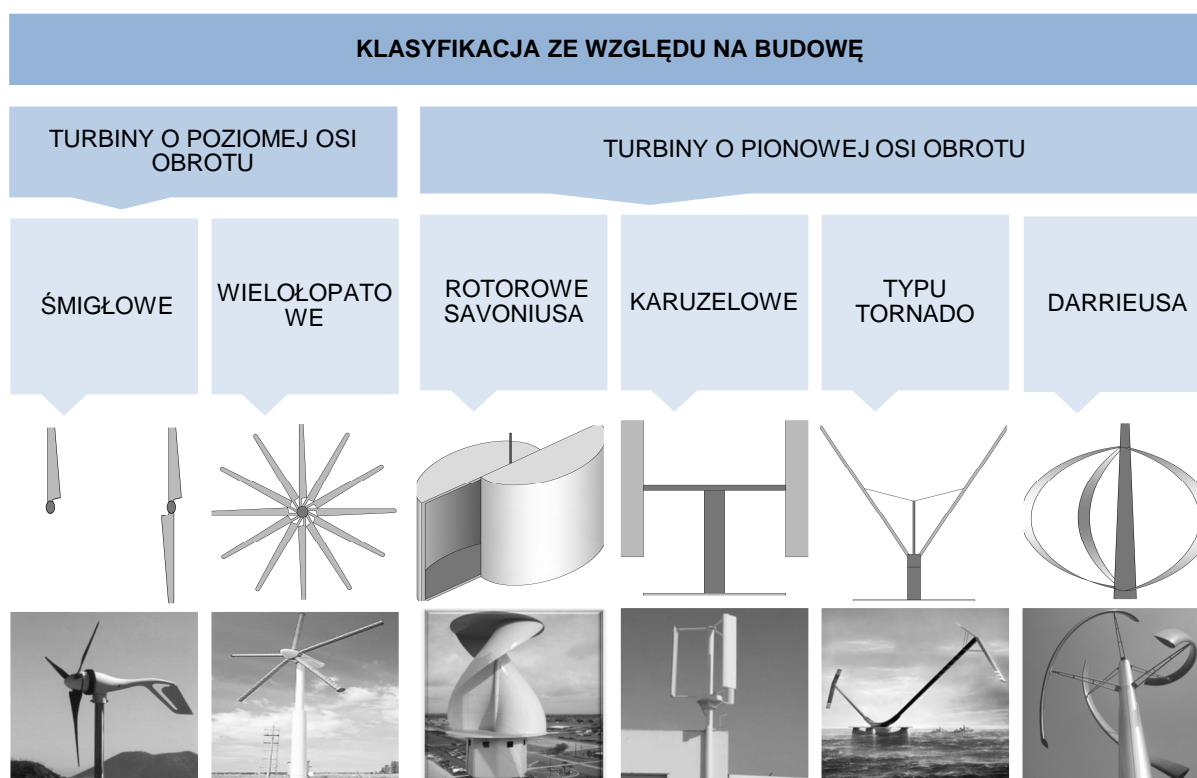 KLASYFIKACJA ZE WZGLĘDU NA BUDOWĘ
TURBINY O POZIOMEJ OSI
OBROTU
TURBINY O PIONOWEJ OSI OBROTU
ŚMIGŁOWE
WIELOŁOPATO
WE
ROTOROWE
SAVONIUSA
KARUZELOWE
TYPU
TORNADO
DARRIEUSA